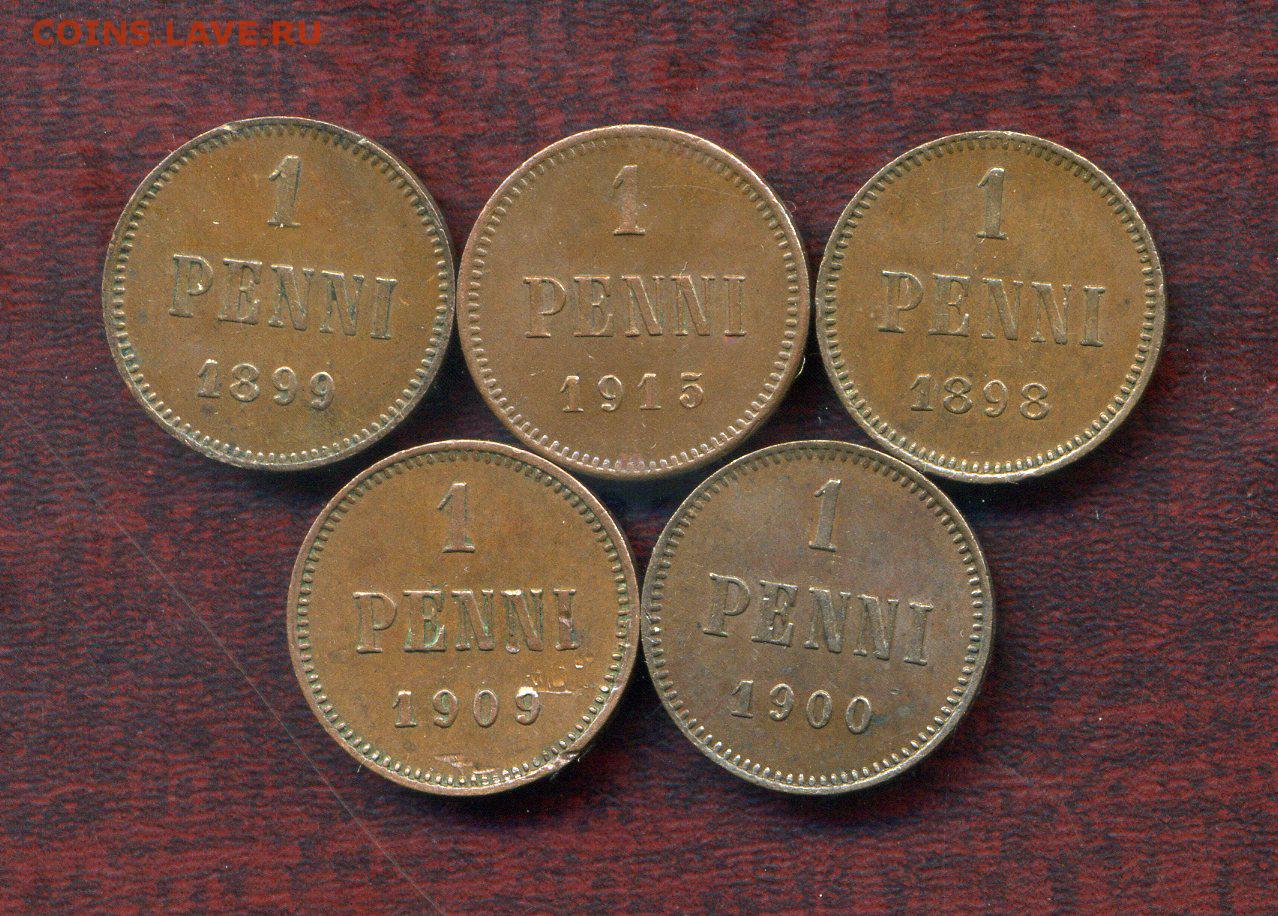 COINS.LAVE.RU
1
PENNI
1899
1
PENNI
1915
1
PENNI
1898
1
PENNI
1909
1
PENNI
1900